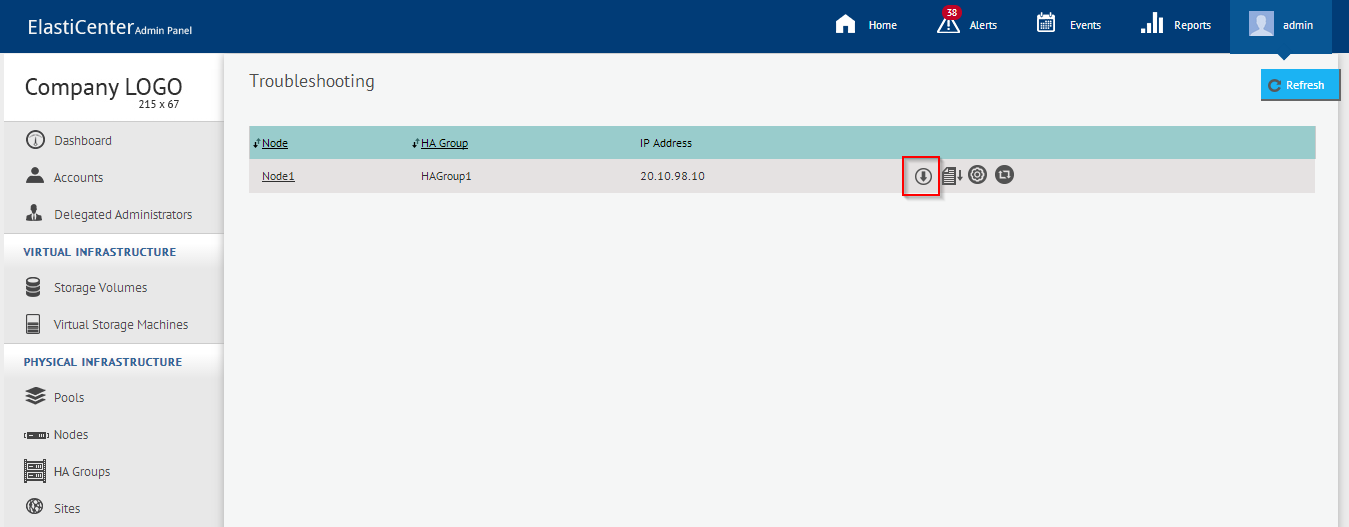 ElastiCenter Admin Panel
Home
38
Alerts
Events
Reports
admin
Company LOGO
215 x 67
Dashboard
Accounts
Delegated Administrators
VIRTUAL INFRASTRUCTURE
Storage Volumes
Virtual Storage Machines
PHYSICAL INFRASTRUCTURE
Pools
Nodes
HA Groups
Sites
Troubleshooting
Refresh
Node HA Group IP Address
Node1 HAGroup1 20.10.98.10